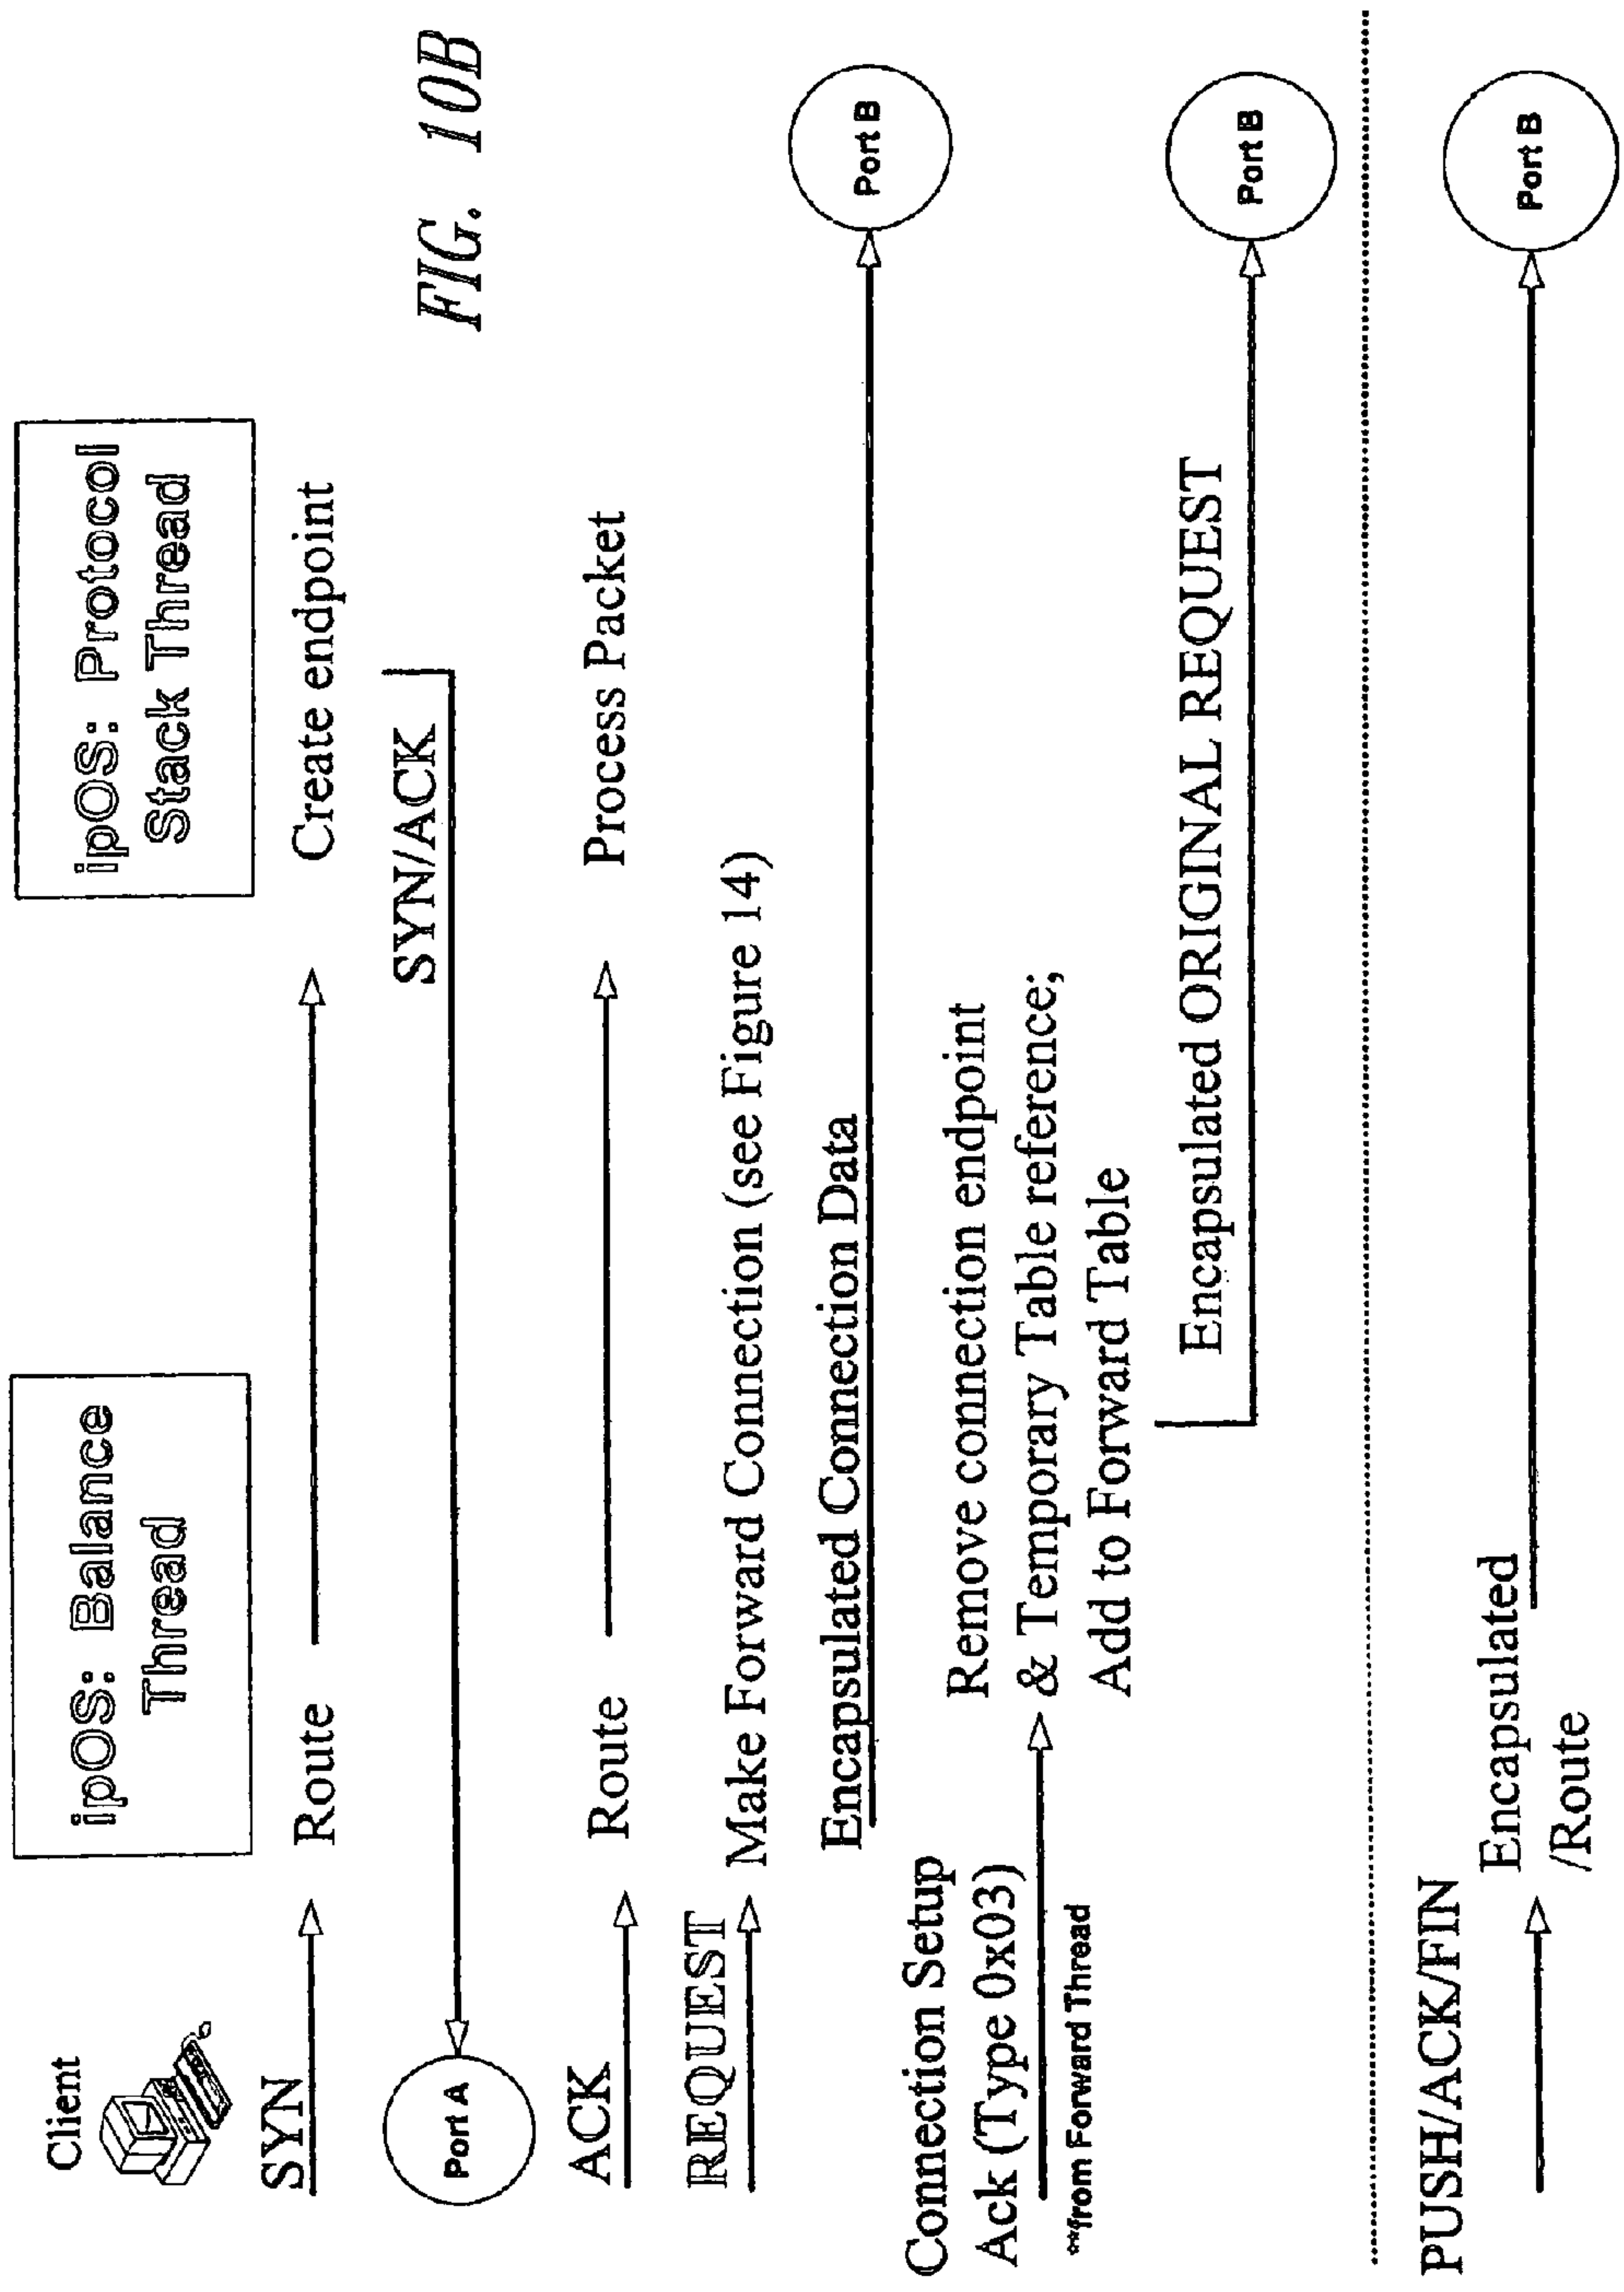 Client
ipOS: Balance
Thread
ipOS: Protocol
Stack Thread
FIG. 10B
SYN
Route
Create endpoint
SYN/ACK
Port A
ACK
Route
Process Packet
REQUEST
Make Forward Connection (see Figure 14)
Encapsulated Connection Data
Port B
Connection Setup
Ack (Type 0x03)
**from Forward Thread
Remove connection endpoint
& Temporary Table reference;
Add to Forward Table
Encapsulated ORIGINAL REQUEST
Port B
PUSH/ACK/FIN
Encapsulated
/Route
Port B